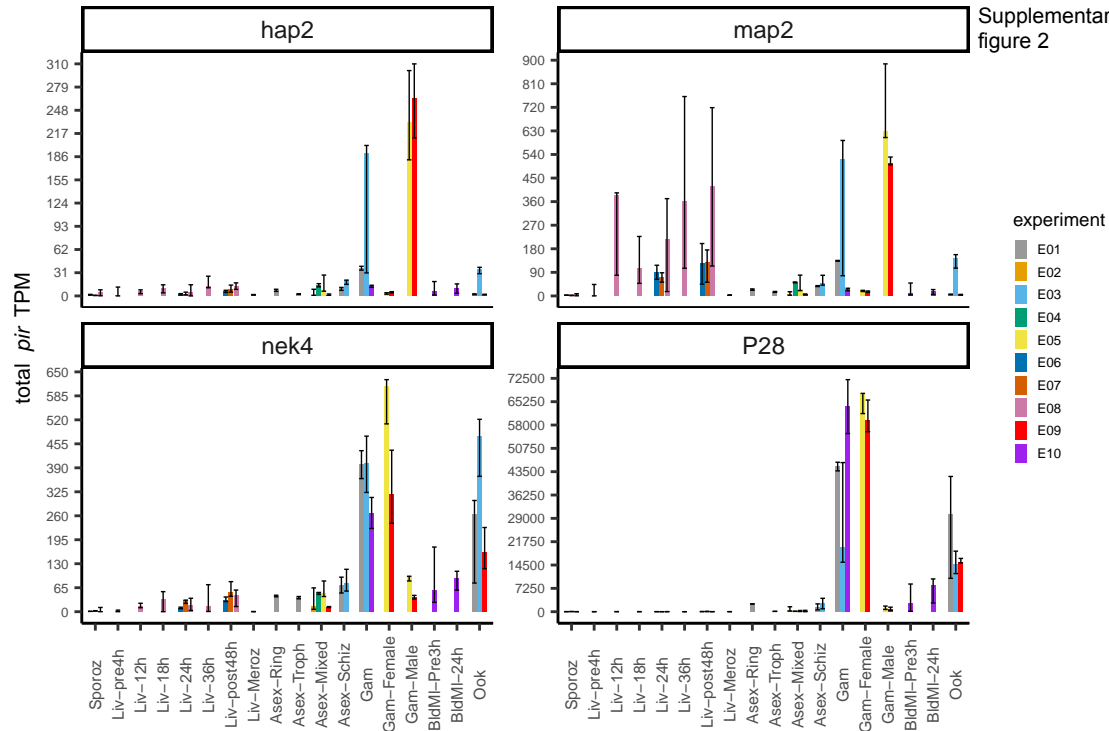 Supplementar
figure 2
hap2
map2
total pir TPM
310
279
248
217
186
155
124
93
62
31
0
900
810
720
630
540
450
360
270
180
90
0
nek4
P28
650
585
520
455
390
325
260
195
130
65
0
72500
65250
58000
50750
43500
36250
29000
21750
14500
7250
0
Sporoz
Liv−pre4h
Liv−12h
Liv−18h
Liv−24h
Liv−36h
Liv−post48h
Liv−Meroz
Asex−Ring
Asex−Troph
Asex−Mixed
Asex−Schiz
Gam
Gam−Female
Gam−Male
BldMl−Pre3h
BldMl−24h
Ook
Sporoz
Liv−pre4h
Liv−12h
Liv−18h
Liv−24h
Liv−36h
Liv−post48h
Liv−Meroz
Asex−Ring
Asex−Troph
Asex−Mixed
Asex−Schiz
Gam
Gam−Female
Gam−Male
BldMl−Pre3h
BldMl−24h
Ook
experiment
E01
E02
E03
E04
E05
E06
E07
E08
E09
E10